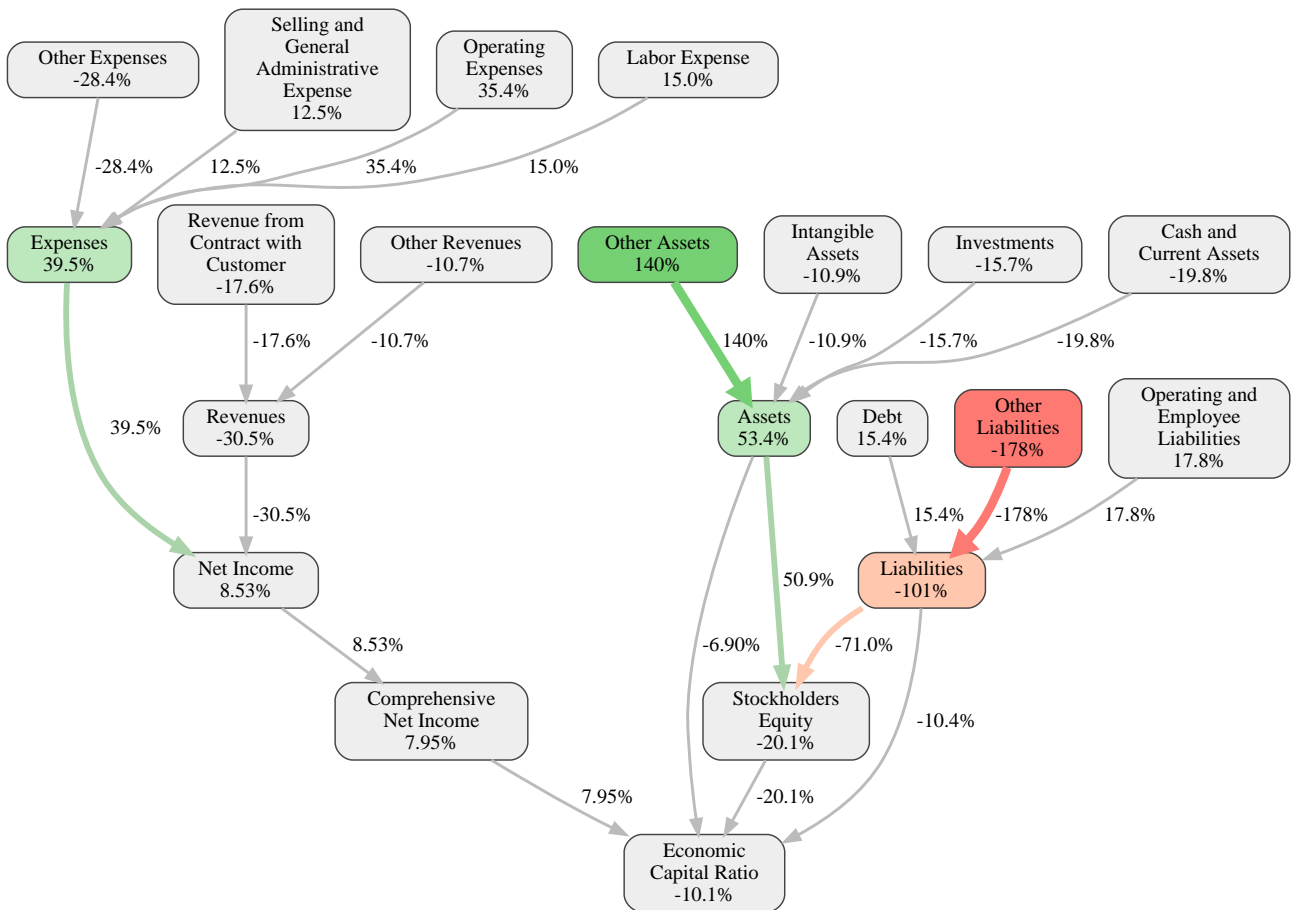 Other Expenses
-28.4%
Selling and
General
Administrative
Expense
12.5%
Operating
Expenses
35.4%
Labor Expense
15.0%
-28.4%
12.5%
35.4%
15.0%
Expenses
39.5%
Revenue from
Contract with
Customer
-17.6%
Other Revenues
-10.7%
Other Assets
140%
Intangible
Assets
-10.9%
Investments
-15.7%
Cash and
Current Assets
-19.8%
-17.6%
-10.7%
140%
-10.9%
-15.7%
-19.8%
39.5%
Revenues
-30.5%
Assets
53.4%
Debt
15.4%
Other
Liabilities
-178%
Operating and
Employee
Liabilities
17.8%
-30.5%
15.4%
-178%
17.8%
Net Income
8.53%
50.9%
Liabilities
-101%
8.53%
-6.90%
-71.0%
Comprehensive
Net Income
7.95%
Stockholders
Equity
-20.1%
-10.4%
7.95%
-20.1%
Economic
Capital Ratio
-10.1%